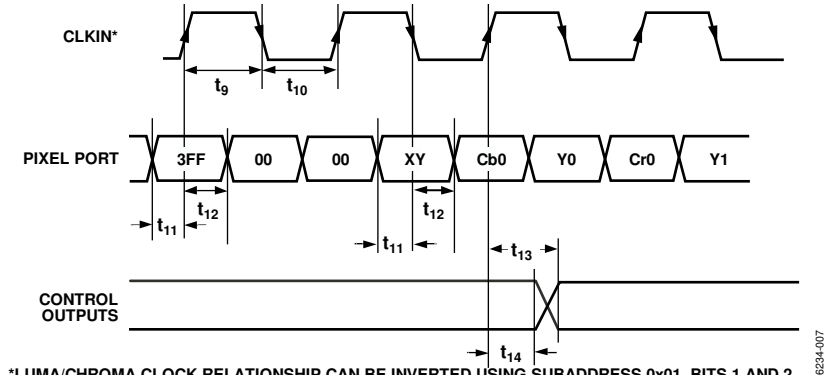 CLKIN*
t9
t10
PIXEL PORT
3FF
00
00
XY
Cb0
Y0
Cr0
Y1
t12
t12
t11
t11
t13
CONTROL
OUTPUTS
t14
*LUMA/CHROMA CLOCK RELATIONSHIP CAN BE INVERTED USING SUBADDRESS 0x01, BITS 1 AND 2
6234-007